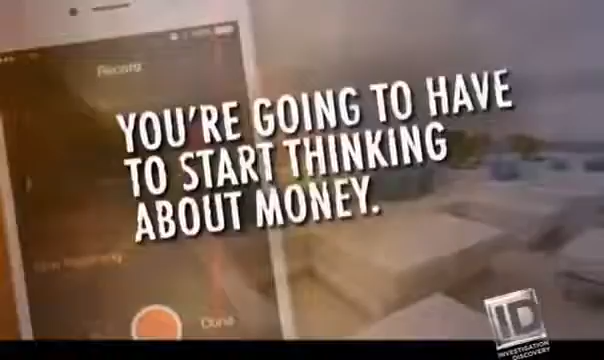 Record
YOU'RE GOING TO HAVE
TO START THINKING
ABOUT MONEY.
Done
ID
INVESTIGATION
DISCOVERY